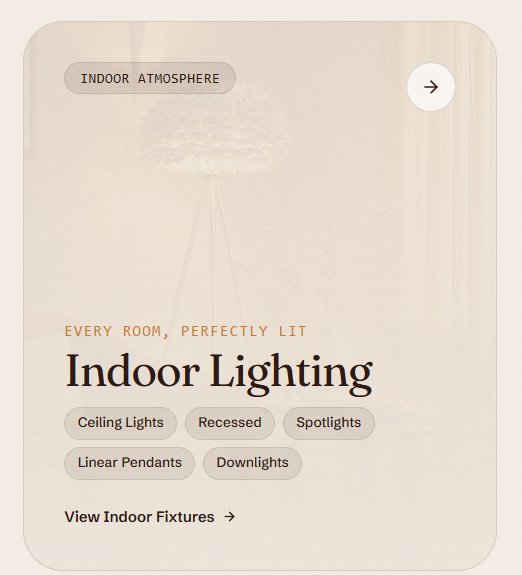 INDOOR ATMOSPHERE
EVERY ROOM, PERFECTLY LIT
Indoor Lighting
Ceiling Lights Recessed Spotlights
Linear Pendants Downlights
View Indoor Fixtures →